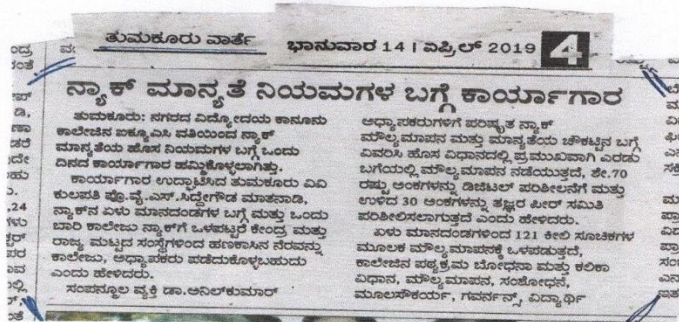 ತುಮಕೂರು ವಾರ್ತೆ
ಭಾನುವಾರ 14 । ಏಪ್ರಿಲ್ 2019 4
ನ್ಯಾಕ್ ಮಾನ್ಯತೆ ನಿಯಮಗಳ ಬಗ್ಗೆ ಕಾರ್ಯಾಗಾರ
ತುಮಕೂರು: ನಗರದ ವಿದ್ಯೋದಯ ಕಾನೂನು
ಕಾಲೇಜಿನ ಐಕ್ಯೂಎಸಿ ವತಿಯಿಂದ ನ್ಯಾಕ್
ಮಾನ್ಯತೆಯ ಹೊಸ ನಿಯಮಗಳ ಬಗ್ಗೆ ಒಂದು
ದಿನದ ಕಾರ್ಯಾಗಾರ ಹಮ್ಮಿಕೊಳ್ಳಲಾಗಿತ್ತು.
ಕಾರ್ಯಾಗಾರ ಉದ್ಘಾಟಿಸಿದ ತುಮಕೂರು ವಿವಿ
ಕುಲಪತಿ ಪ್ರೊ.ವೈ.ಎಸ್.ಸಿದ್ದೇಗೌಡ ಮಾತನಾಡಿ,
ನ್ಯಾಕ್‌ನ ಏಳು ಮಾನದಂಡಗಳ ಬಗ್ಗೆ ಮತ್ತು ಒಂದು
ಬಾರಿ ಕಾಲೇಜು ನ್ಯಾಕ್‌ಗೆ ಒಳಪಟ್ಟರೆ ಕೇಂದ್ರ ಮತ್ತು
ರಾಜ್ಯ ಮಟ್ಟದ ಸಂಸ್ಥೆಗಳಿಂದ ಹಣಕಾಸಿನ ನೆರವನ್ನು
ಕಾಲೇಜು, ಅಧ್ಯಾಪಕರು ಪಡೆದುಕೊಳ್ಳಬಹುದು
ಎಂದು ಹೇಳಿದರು.
ಸಂಪನ್ಮೂಲ ವ್ಯಕ್ತಿ ಡಾ.ಅನಿಲ್‌ಕುಮಾರ್
ಅಧ್ಯಾಪಕರುಗಳಿಗೆ ಪರಿಷ್ಕೃತ ನ್ಯಾಕ್
ಮೌಲ್ಯಮಾಪನ ಮತ್ತು ಮಾನ್ಯತೆಯ ಚೌಕಟ್ಟಿನ ಬಗ್ಗೆ
ವಿವರಿಸಿ ಹೊಸ ವಿಧಾನದಲ್ಲಿ ಪ್ರಮುಖವಾಗಿ ಎರಡು
ಬಗೆಯಲ್ಲಿ ಮೌಲ್ಯಮಾಪನ ನಡೆಯುತ್ತದೆ, ಶೇ.70
ರಷ್ಟು ಅಂಕಗಳನ್ನು ಡಿಜಿಟಲ್ ಪರಿಶೀಲನೆಗೆ ಮತ್ತು
ಉಳಿದ 30 ಅಂಕಗಳನ್ನು ತಜ್ಞರ ಪೀರ್ ಸಮಿತಿ
ಪರಿಶೀಲಿಸಲಾಗುತ್ತದೆ ಎಂದು ಹೇಳಿದರು.
ಏಳು ಮಾನದಂಡಗಳಿಂದ 121 ಕೀಲಿ ಸೂಚಿಕಗಳ
ಮೂಲಕ ಮೌಲ್ಯಮಾಪನಕ್ಕೆ ಒಳಪಡುತ್ತದೆ,
ಕಾಲೇಜಿನ ಪಠ್ಯಕ್ರಮ ಬೋಧನಾ ಮತ್ತು ಕಲಿಕಾ
ವಿಧಾನ, ಮೌಲ್ಯಮಾಪನ, ಸಂಶೋಧನೆ,
ಮೂಲಸೌಕರ್ಯ, ಗವರ್ನನ್ಸ್, ವಿದ್ಯಾರ್ಥಿ